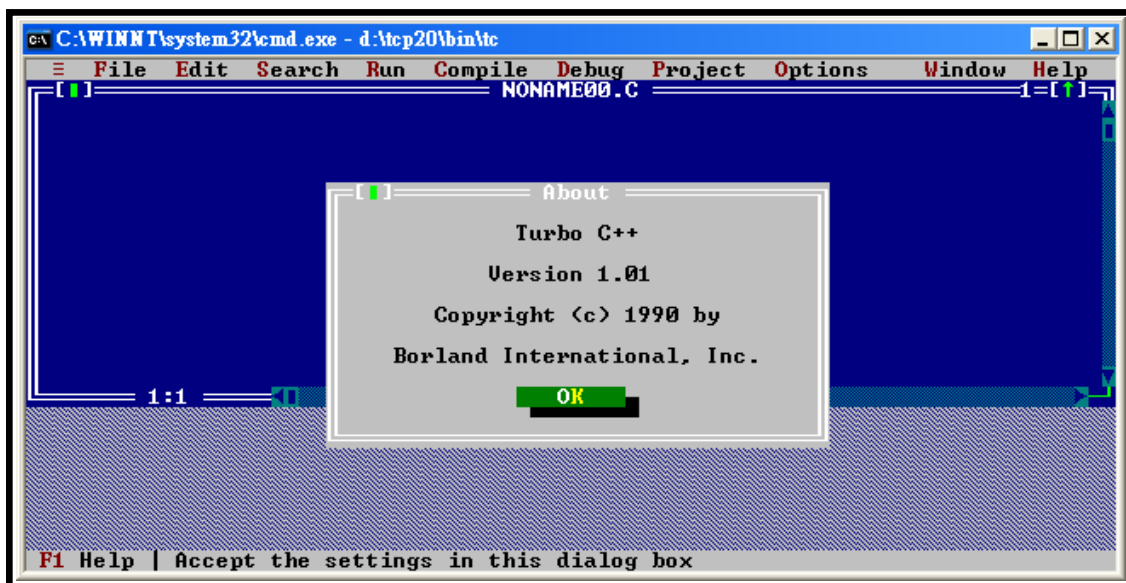 C:\WINNT\system32\cmd.exe - d:\tcp20\bin\tc
≡ File Edit Search Run Compile Debug Project Options Window Help
[■] NONAME00.C 1=[↑]
[■] About
Turbo C++
Version 1.01
Copyright (c) 1990 by
Borland International, Inc.
OK
1:1
F1 Help | Accept the settings in this dialog box